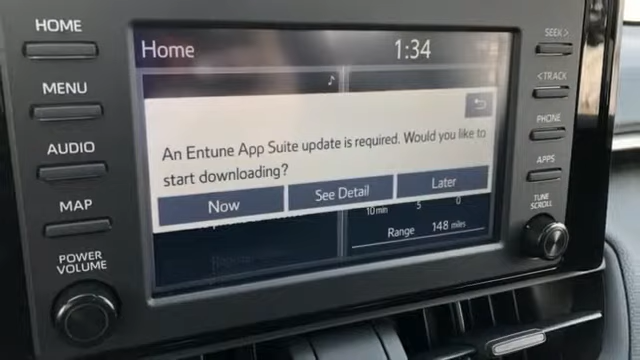 HOME
MENU
AUDIO
MAP
POWER
VOLUME
Home
1:34
An Entune App Suite update is required. Would you like to
start downloading?
Now
See Detail
Later
10 min 5 0
Range 148 miles
SEEK >
< TRACK
PHONE
APPS
TUNE
SCROLL